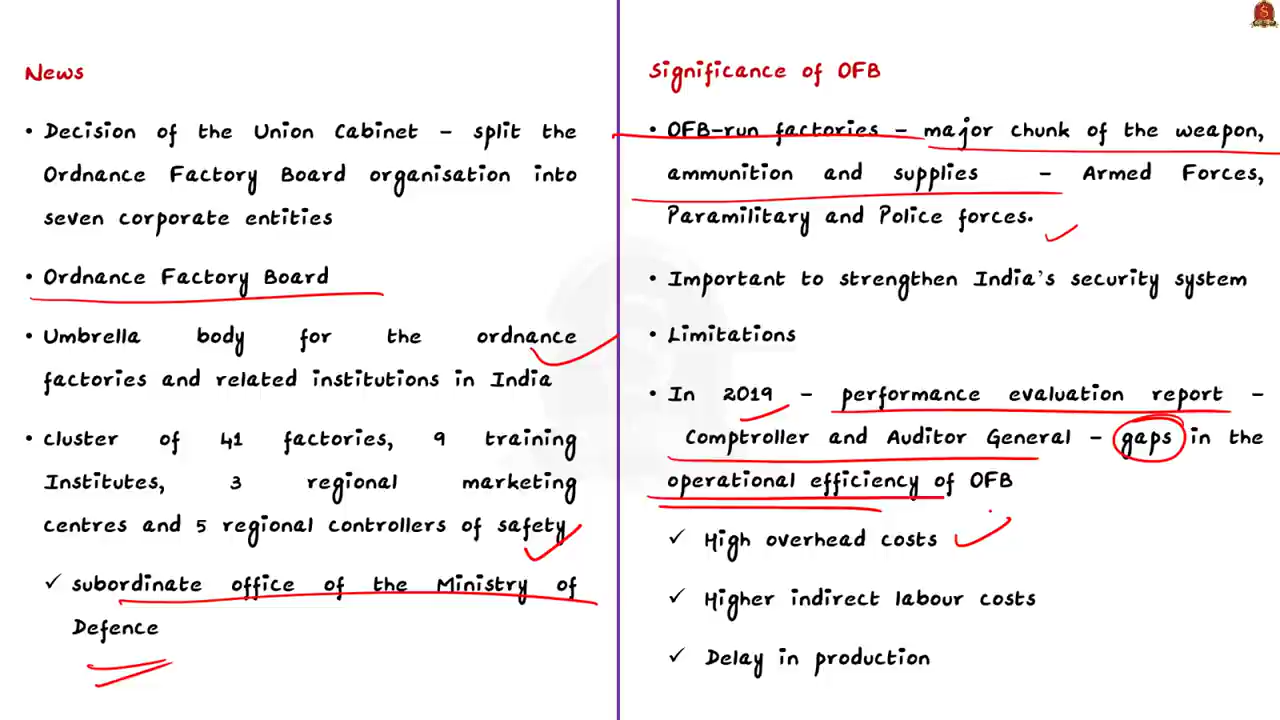 News
• Decision of the Union Cabinet – split the
Ordnance Factory Board organisation into
seven corporate entities
• Ordnance Factory Board
• Umbrella body for the ordnance
factories and related institutions in India
• cluster of 41 factories, 9 training
Institutes, 3 regional marketing
centres and 5 regional controllers of safety
✓ subordinate office of the Ministry of
Defence
Significance of OFB
• OFB-run factories – major chunk of the weapon,
ammunition and supplies – Armed Forces,
Paramilitary and Police forces.
• Important to strengthen India's security system
• Limitations
• In 2019 – performance evaluation report –
Comptroller and Auditor General – gaps in the
operational efficiency of OFB
✓ High overhead costs
✓ Higher indirect labour costs
✓ Delay in production